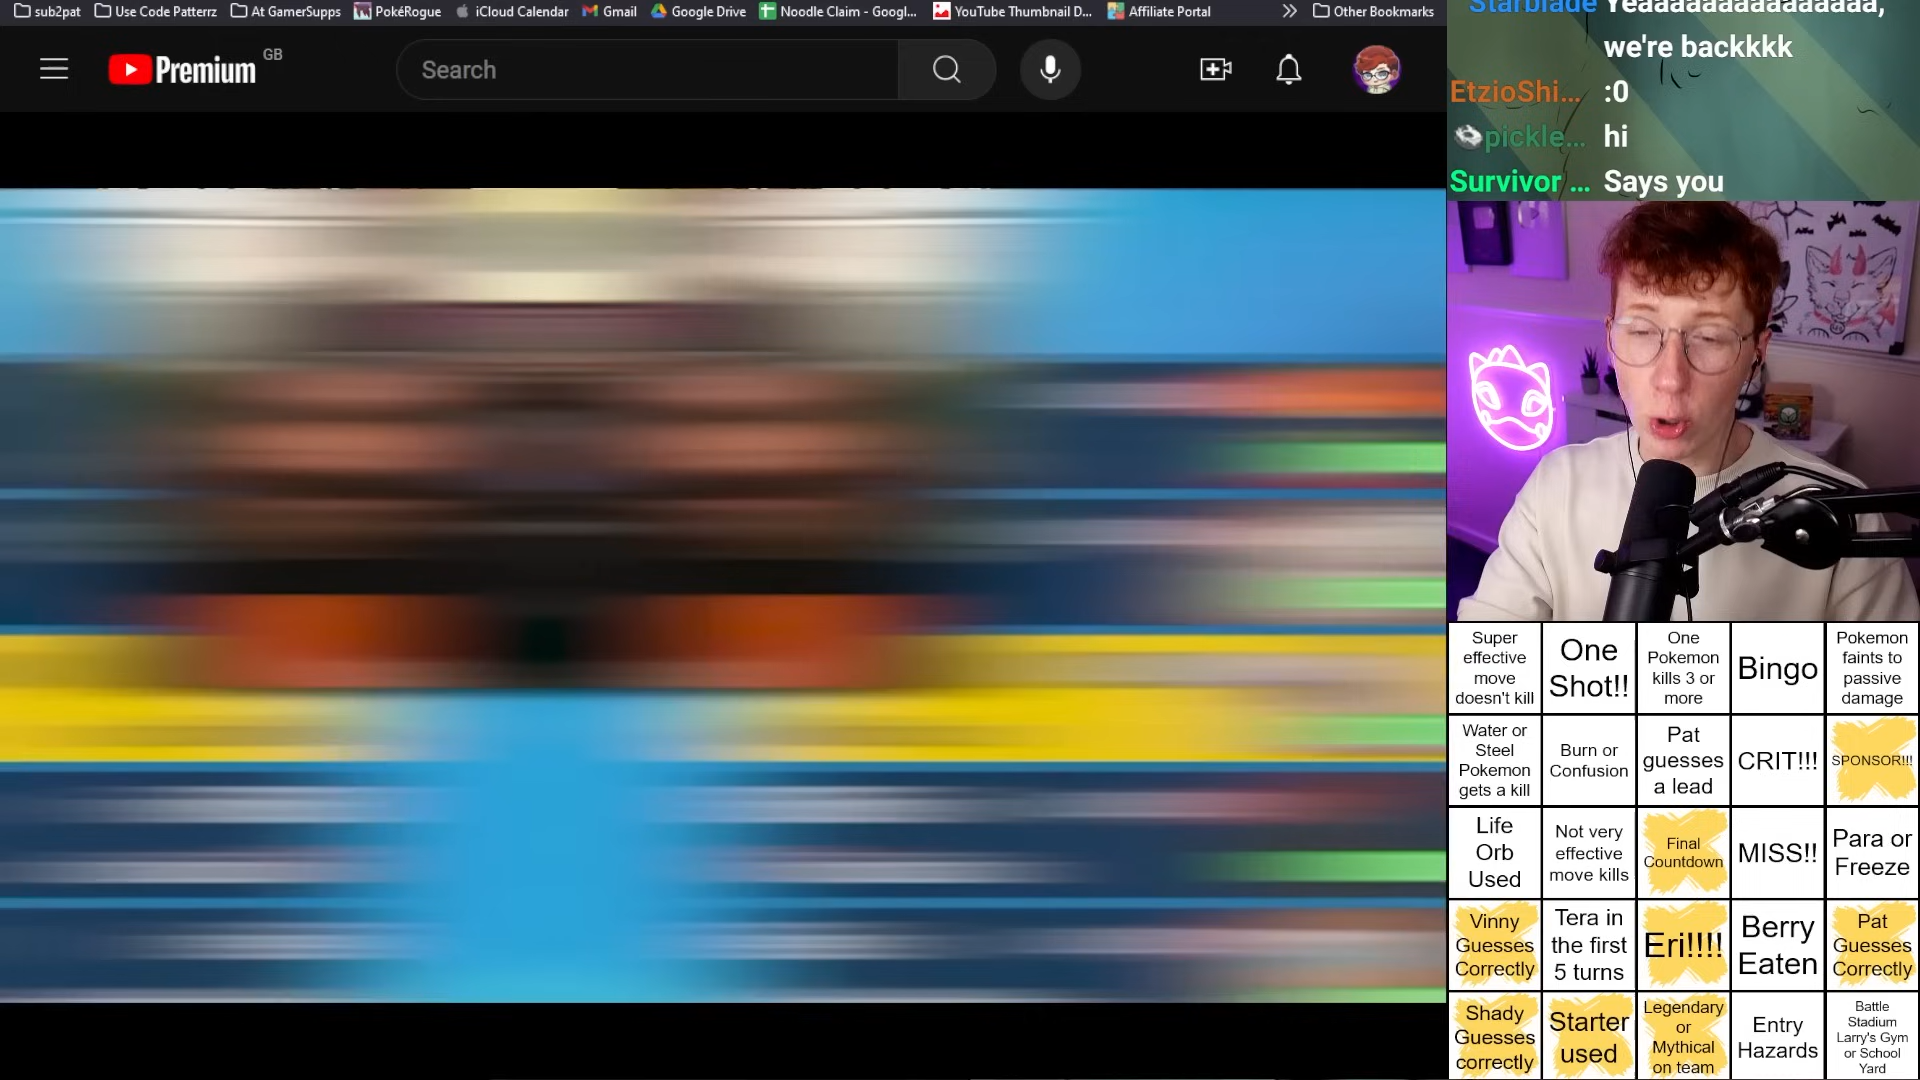 sub2pat Use Code Patterrz At GamerSupps PokéRogue iCloud Calendar Gmail Google Drive Noodle Claim - Googl... YouTube Thumbnail D... Affiliate Portal Other Bookmarks
Premium GB
Search
Starblade Yeaaaaaaaaaaaaaaa,
we're backkkk
EtzioShi... :0
pickle... hi
Survivor ... Says you
Super effective move doesn't kill
One Shot!!
One Pokemon kills 3 or more
Bingo
Pokemon faints to passive damage
Water or Steel Pokemon gets a kill
Burn or Confusion
Pat guesses a lead
CRIT!!!
SPONSOR!!!
Life Orb Used
Not very effective move kills
Final Countdown
MISS!!
Para or Freeze
Vinny Guesses Correctly
Tera in the first 5 turns
Eri!!!!
Berry Eaten
Pat Guesses Correctly
Shady Guesses correctly
Starter used
Legendary or Mythical on team
Entry Hazards
Battle Stadium Larry's Gym or School Yard